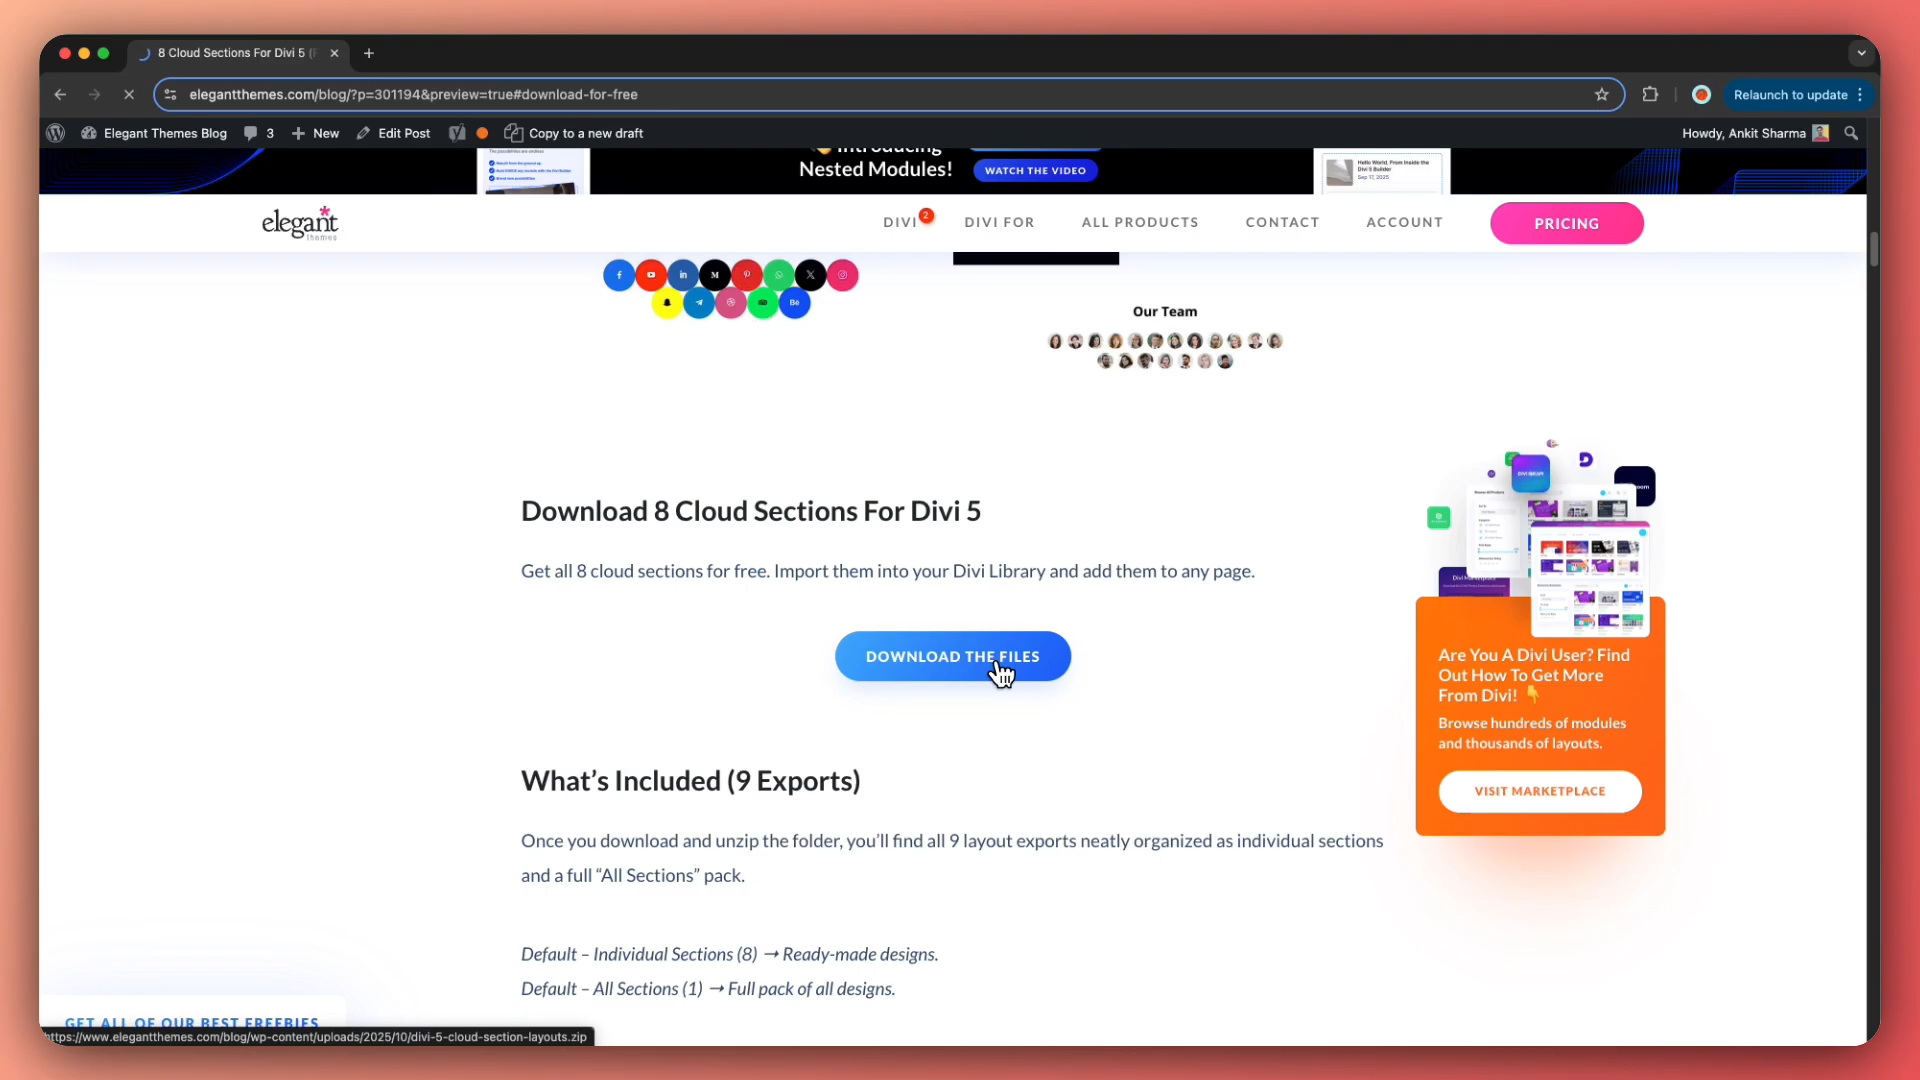 8 Cloud Sections For Divi 5 (
elegantthemes.com/blog/?p=301194&preview=true#download-for-free
Relaunch to update
Elegant Themes Blog
3
New
Edit Post
Copy to a new draft
Howdy, Ankit Sharma
Introducing
Nested Modules!
WATCH THE VIDEO
Hello World, From Inside the
Divi 5 Builder
Sep 17, 2025
elegant
themes
DIVI
2
DIVI FOR
ALL PRODUCTS
CONTACT
ACCOUNT
PRICING
Our Team
Download 8 Cloud Sections For Divi 5
Get all 8 cloud sections for free. Import them into your Divi Library and add them to any page.
DOWNLOAD THE FILES
What’s Included (9 Exports)
Once you download and unzip the folder, you’ll find all 9 layout exports neatly organized as individual sections
and a full “All Sections” pack.
Default – Individual Sections (8) → Ready-made designs.
Default – All Sections (1) → Full pack of all designs.
Are You A Divi User? Find
Out How To Get More
From Divi! 👇
Browse hundreds of modules
and thousands of layouts.
VISIT MARKETPLACE
GET ALL OF OUR BEST FREEBIES
https://www.elegantthemes.com/blog/wp-content/uploads/2025/10/divi-5-cloud-section-layouts.zip